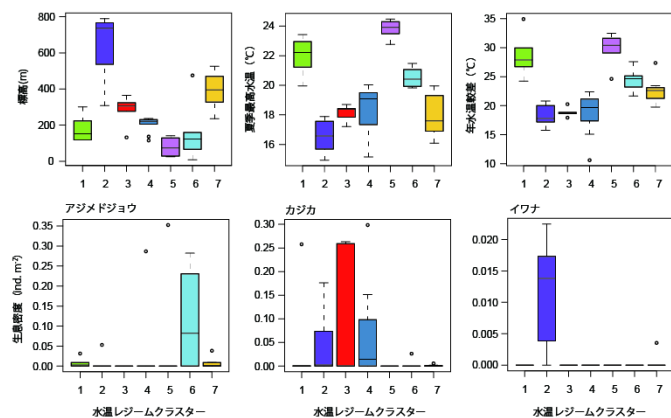 標高(m)
800
600
400
200
0
1 2 3 4 5 6 7
夏季最高水温 (℃)
24
22
20
18
16
1 2 3 4 5 6 7
年水温較差 (℃)
35
30
25
20
15
10
1 2 3 4 5 6 7
アジメドジョウ
生息密度 (Ind. m⁻²)
0.35
0.30
0.25
0.20
0.15
0.10
0.05
0.00
1 2 3 4 5 6 7
水温レジームクラスター
カジカ
0.30
0.25
0.20
0.15
0.10
0.05
0.00
1 2 3 4 5 6 7
水温レジームクラスター
イワナ
0.020
0.015
0.010
0.005
0.000
1 2 3 4 5 6 7
水温レジームクラスター